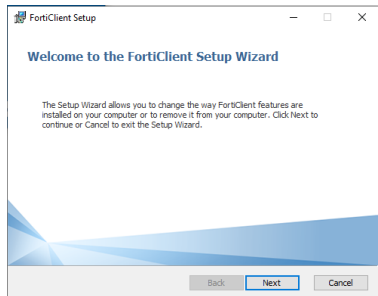 FortiClient Setup
Welcome to the FortiClient Setup Wizard
The Setup Wizard allows you to change the way FortiClient features are
installed on your computer or to remove it from your computer. Click Next to
continue or Cancel to exit the Setup Wizard.
Back Next Cancel